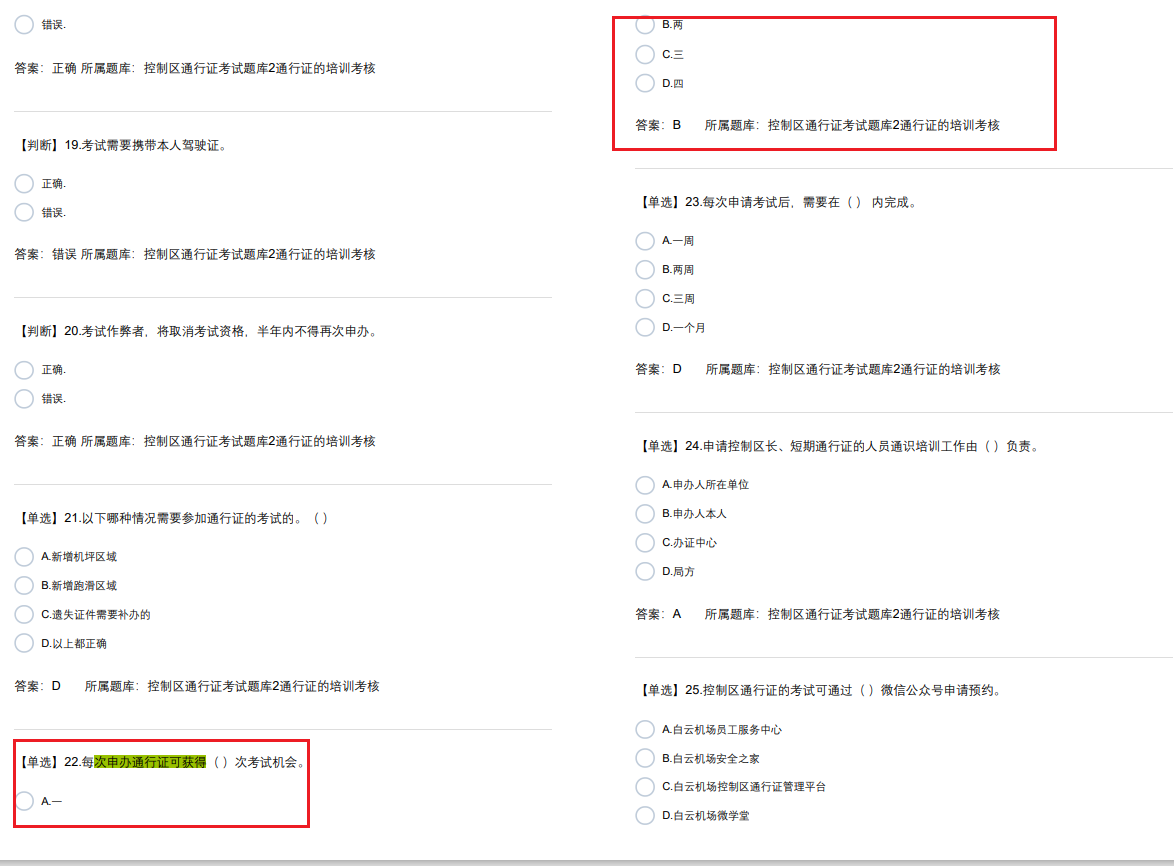 错误.
答案：正确 所属题库：控制区通行证考试题库2通行证的培训考核
【判断】19.考试需要携带本人驾驶证。
正确.
错误.
答案：错误 所属题库：控制区通行证考试题库2通行证的培训考核
【判断】20.考试作弊者，将取消考试资格，半年内不得再次申办。
正确.
错误.
答案：正确 所属题库：控制区通行证考试题库2通行证的培训考核
【单选】21.以下哪种情况需要参加通行证的考试的。（ ）
A.新增机坪区域
B.新增跑滑区域
C.遗失证件需要补办的
D.以上都正确
答案：D 所属题库：控制区通行证考试题库2通行证的培训考核
【单选】22.每次申办通行证可获得（ ）次考试机会。
A.一
B.两
C.三
D.四
答案：B 所属题库：控制区通行证考试题库2通行证的培训考核
【单选】23.每次申请考试后，需要在（ ） 内完成。
A.一周
B.两周
C.三周
D.一个月
答案：D 所属题库：控制区通行证考试题库2通行证的培训考核
【单选】24.申请控制区长、短期通行证的人员通识培训工作由（ ）负责。
A.申办人所在单位
B.申办人本人
C.办证中心
D.局方
答案：A 所属题库：控制区通行证考试题库2通行证的培训考核
【单选】25.控制区通行证的考试可通过（ ）微信公众号申请预约。
A.白云机场员工服务中心
B.白云机场安全之家
C.白云机场控制区通行证管理平台
D.白云机场微学堂